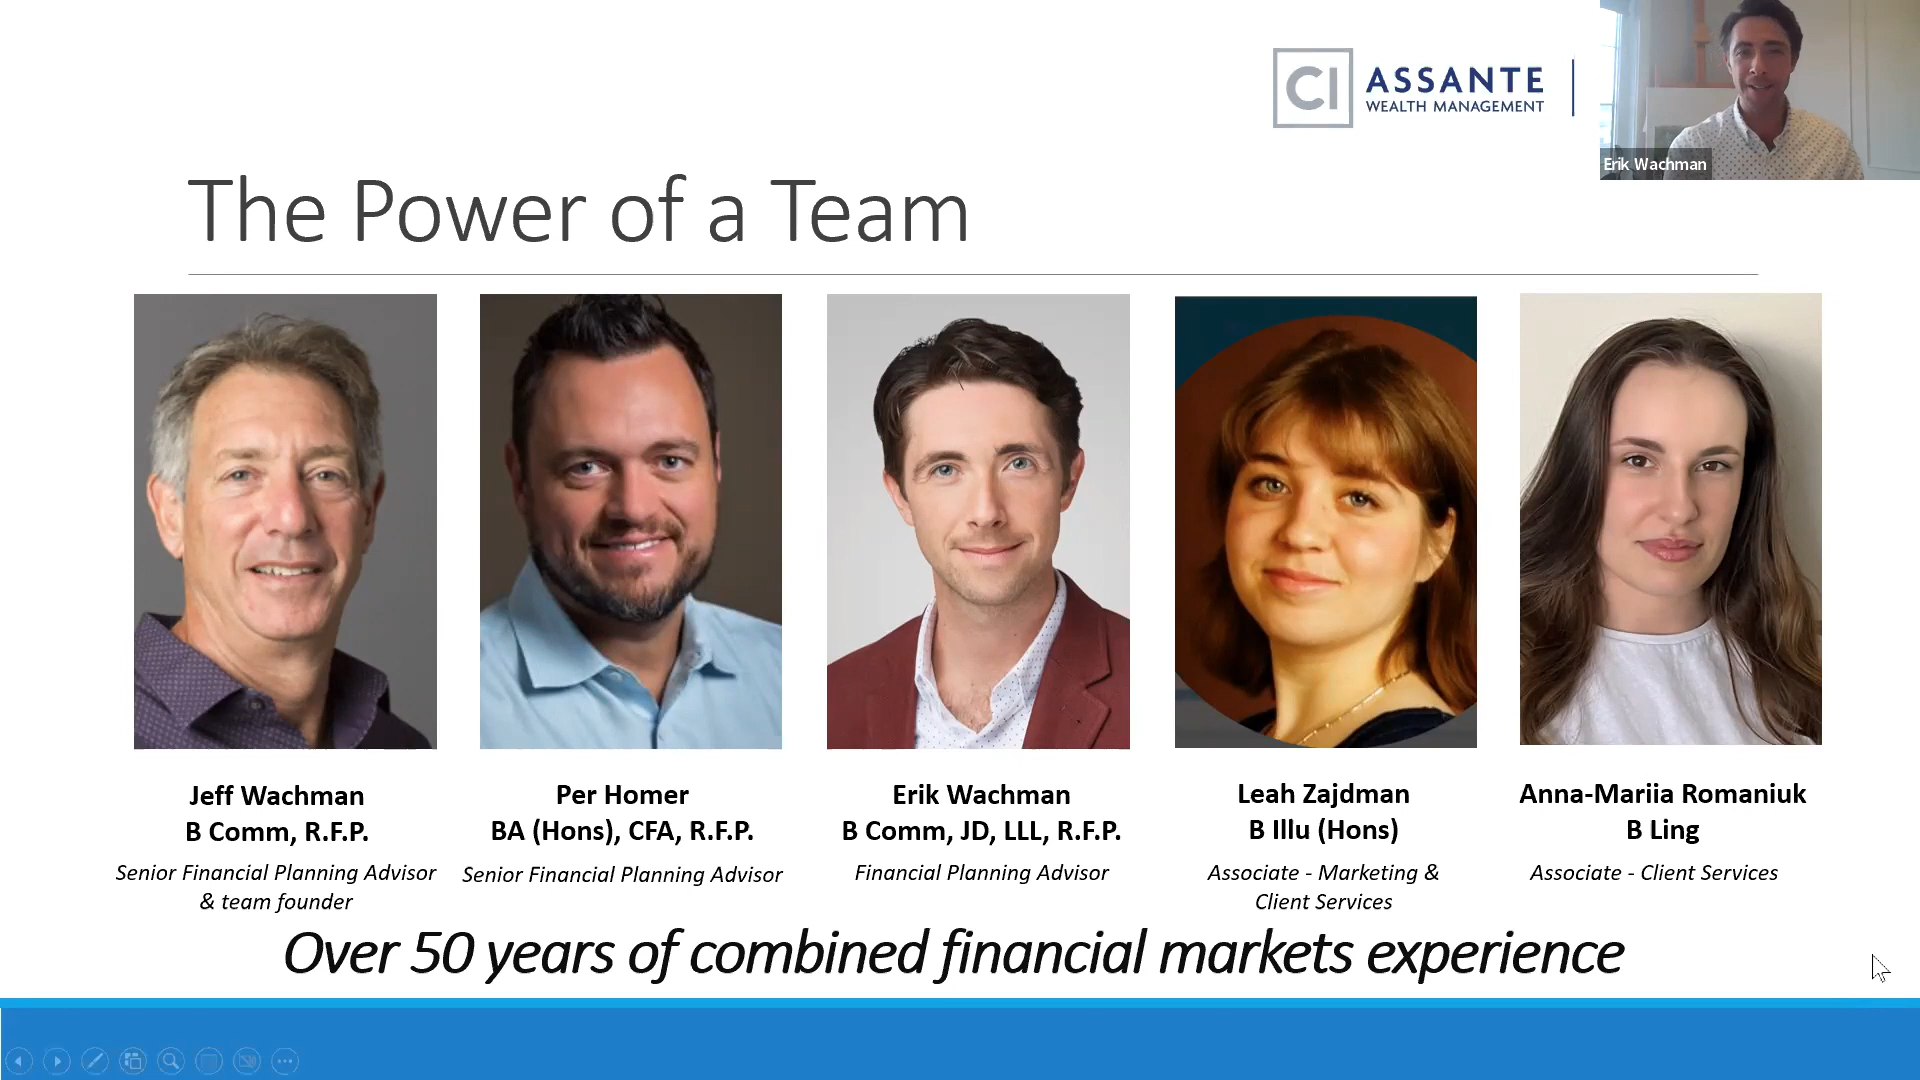 CI ASSANTE
WEALTH MANAGEMENT
Erik Wachman
The Power of a Team
Jeff Wachman
B Comm, R.F.P.
Senior Financial Planning Advisor
& team founder
Per Homer
BA (Hons), CFA, R.F.P.
Senior Financial Planning Advisor
Erik Wachman
B Comm, JD, LLL, R.F.P.
Financial Planning Advisor
Leah Zajdman
B Illu (Hons)
Associate - Marketing &
Client Services
Anna-Mariia Romaniuk
B Ling
Associate - Client Services
Over 50 years of combined financial markets experience